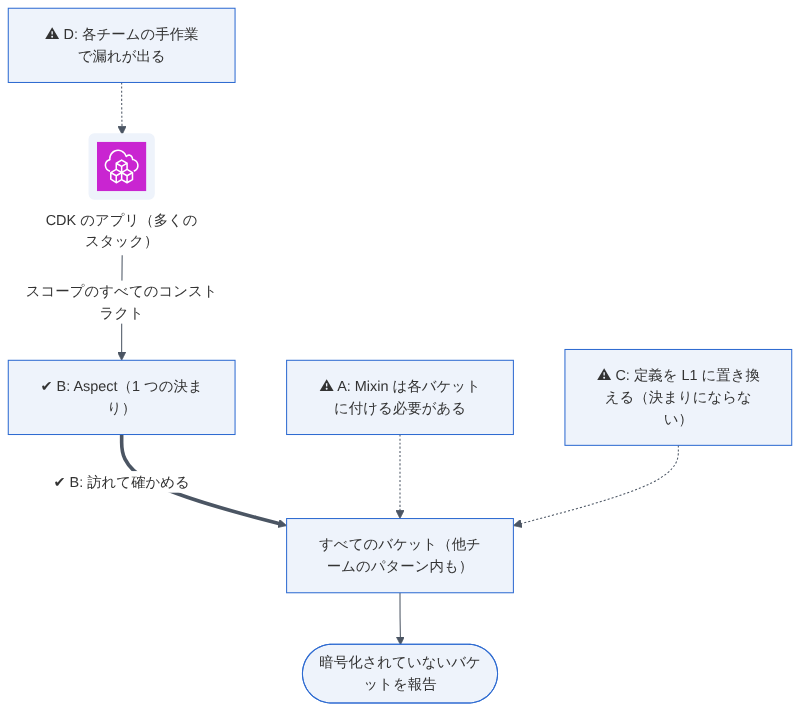 ⚠ D: 各チームの手作業
で漏れが出る
CDK のアプリ（多くの
スタック）
スコープのすべてのコンスト
ラクト
✔ B: Aspect（1 つの決ま
り）
⚠ A: Mixin は各バケット
に付ける必要がある
⚠ C: 定義を L1 に置き換
える（決まりにならな
い）
✔ B: 訪れて確かめる
すべてのバケット（他チ
ームのパターン内も）
暗号化されていないバケ
ットを報告